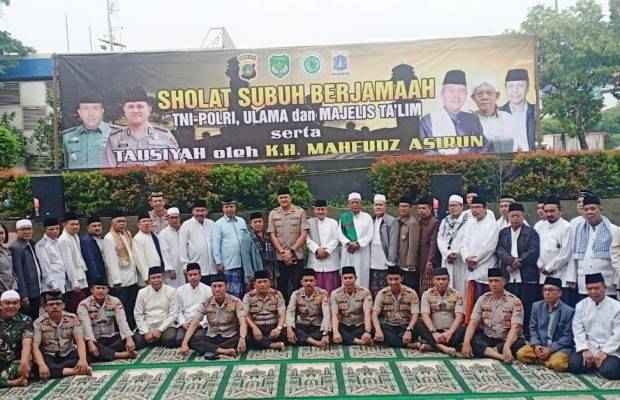 SHOLAT SUBUH BERJAMAAH
TNI-POLRI, ULAMA dan MAJELIS TA'LIM
serta
TAUSIYAH oleh K.H. MAHFUDZ ASIRUN